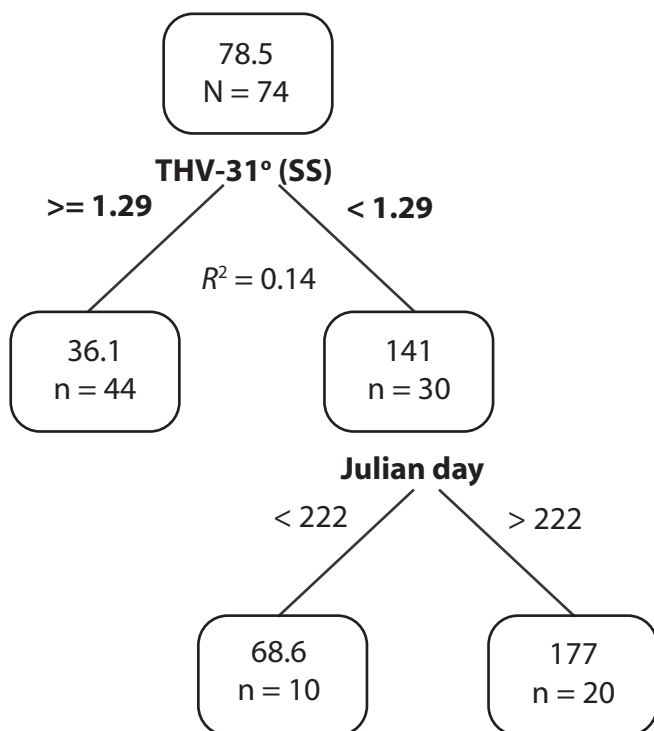 78.5
N = 74
THV-31º (SS)
>= 1.29
< 1.29
R² = 0.14
36.1
n = 44
141
n = 30
Julian day
< 222
> 222
68.6
n = 10
177
n = 20